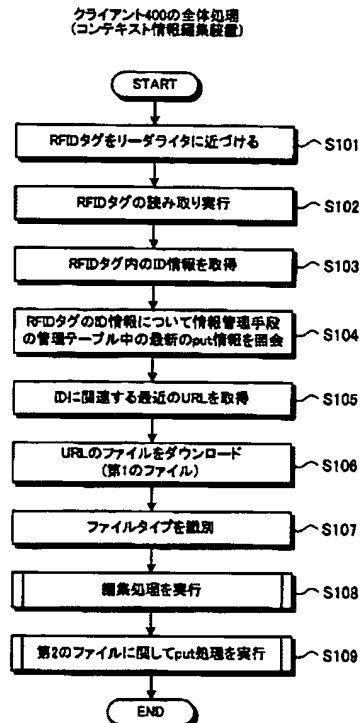 クライアント400の全体処理
(コンテキスト情報編集装置)
START
RFIDタグをリーダライタに近づける
S101
RFIDタグの読み取り実行
S102
RFIDタグ内のID情報を取得
S103
RFIDタグのID情報について情報管理手段
の管理テーブル中の最新のput情報を照会
S104
IDに関連する最近のURLを取得
S105
URLのファイルをダウンロード
(第1のファイル)
S106
ファイルタイプを識別
S107
編集処理を実行
S108
第2のファイルに関してput処理を実行
S109
END